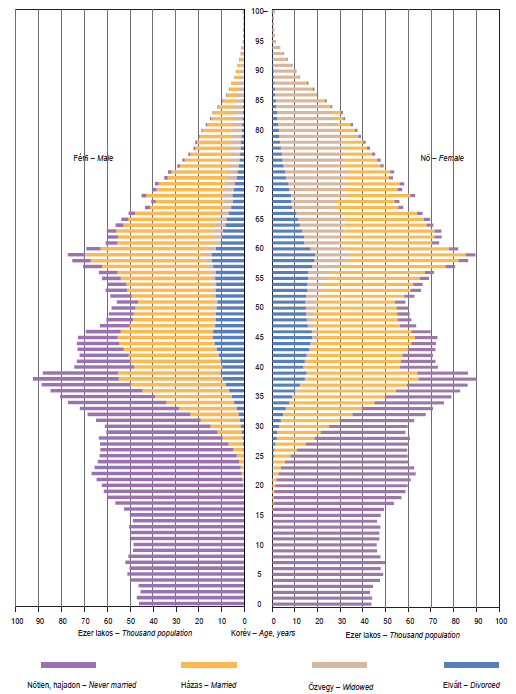 100
95
90
85
80
75
70
65
60
55
50
45
40
35
30
25
20
15
10
5
0
Férfi – Male
Nő – Female
100 90 80 70 60 50 40 30 20 10 0
0 10 20 30 40 50 60 70 80 90 100
Ezer lakos – Thousand population
Korév – Age, years
Ezer lakos – Thousand population
Nőtlen, hajadon – Never married
Házas – Married
Özvegy – Widowed
Elvált – Divorced